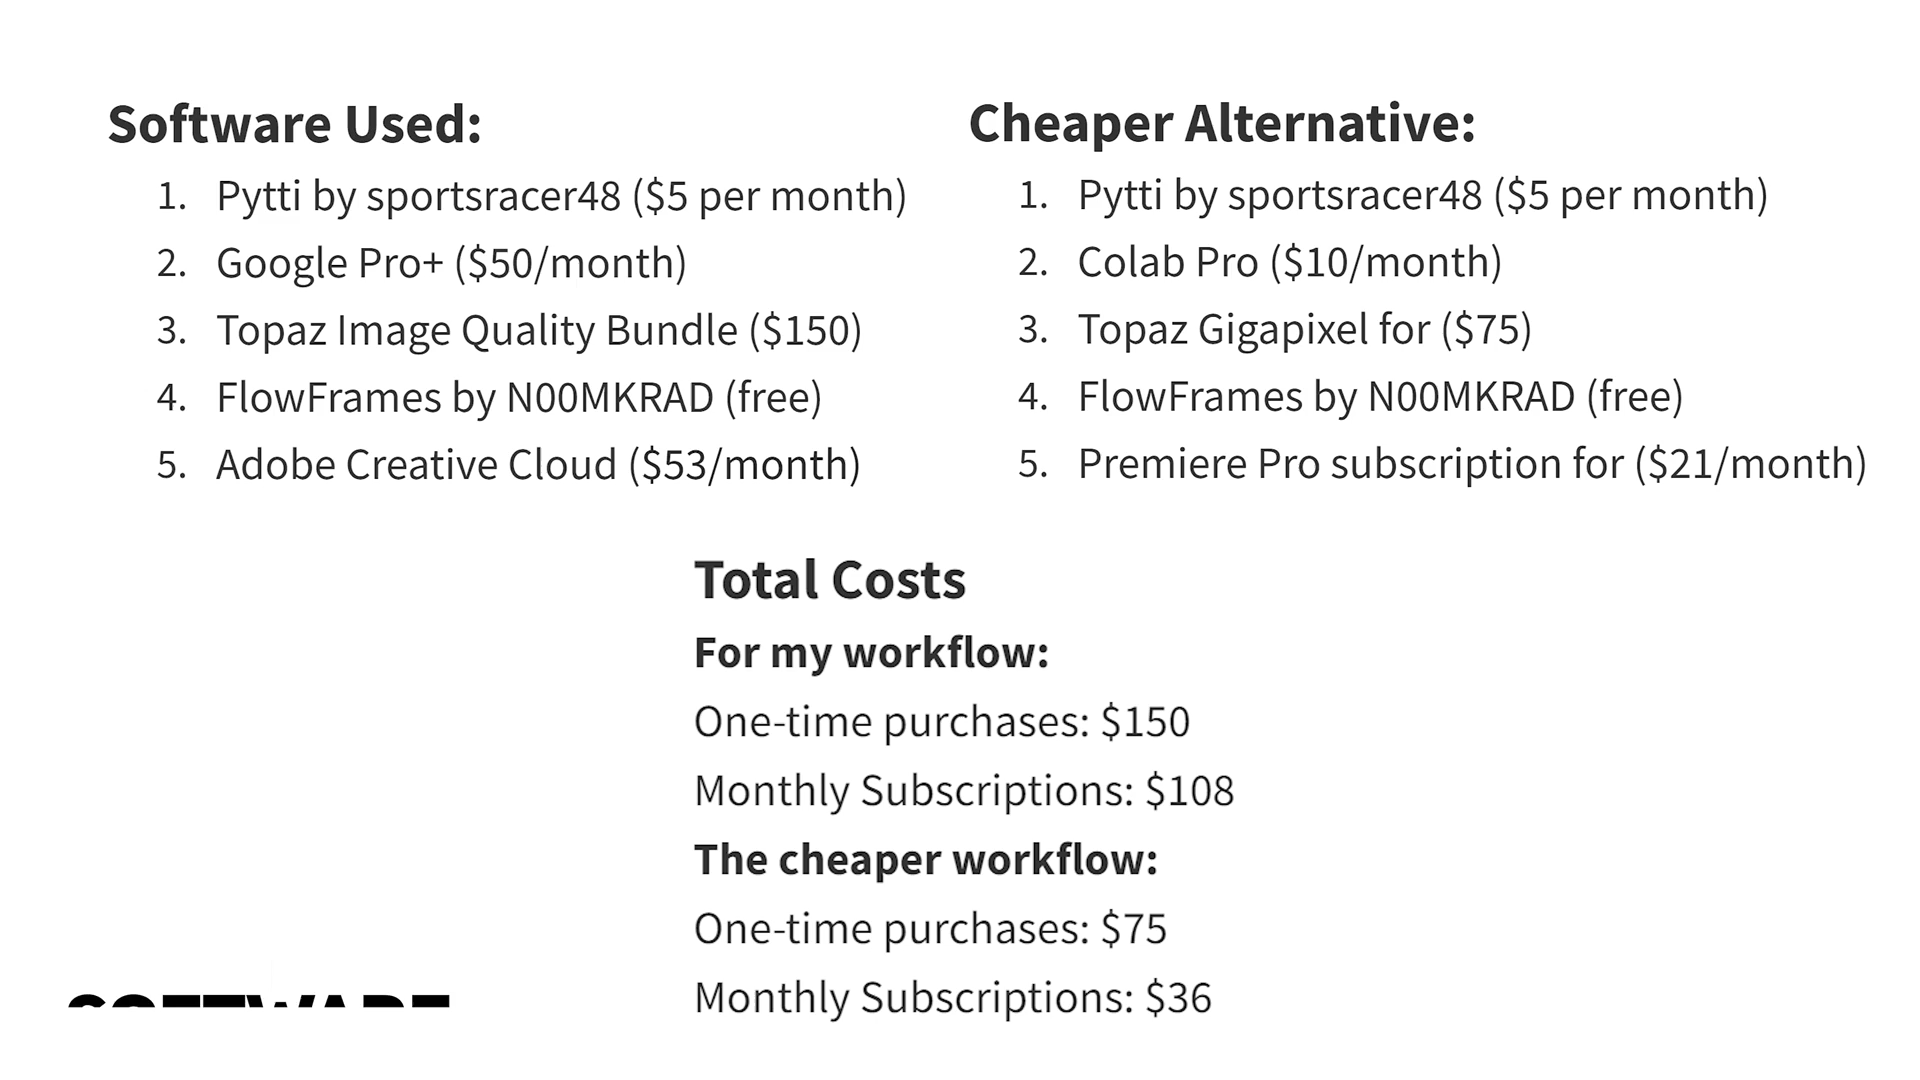 Software Used:
1. Pytti by sportsracer48 ($5 per month)
2. Google Pro+ ($50/month)
3. Topaz Image Quality Bundle ($150)
4. FlowFrames by N00MKRAD (free)
5. Adobe Creative Cloud ($53/month)
Cheaper Alternative:
1. Pytti by sportsracer48 ($5 per month)
2. Colab Pro ($10/month)
3. Topaz Gigapixel for ($75)
4. FlowFrames by N00MKRAD (free)
5. Premiere Pro subscription for ($21/month)
Total Costs
For my workflow:
One-time purchases: $150
Monthly Subscriptions: $108
The cheaper workflow:
One-time purchases: $75
Monthly Subscriptions: $36
SOFTWARE